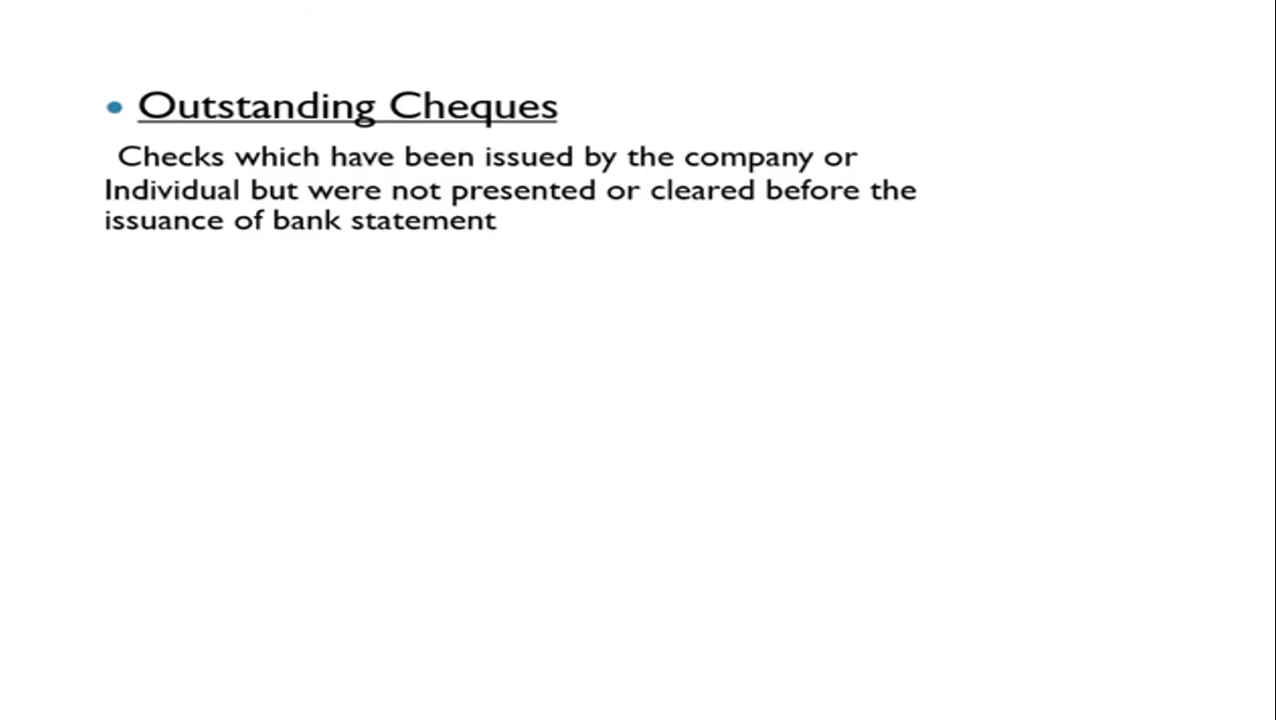 • Outstanding Cheques
Checks which have been issued by the company or
Individual but were not presented or cleared before the
issuance of bank statement